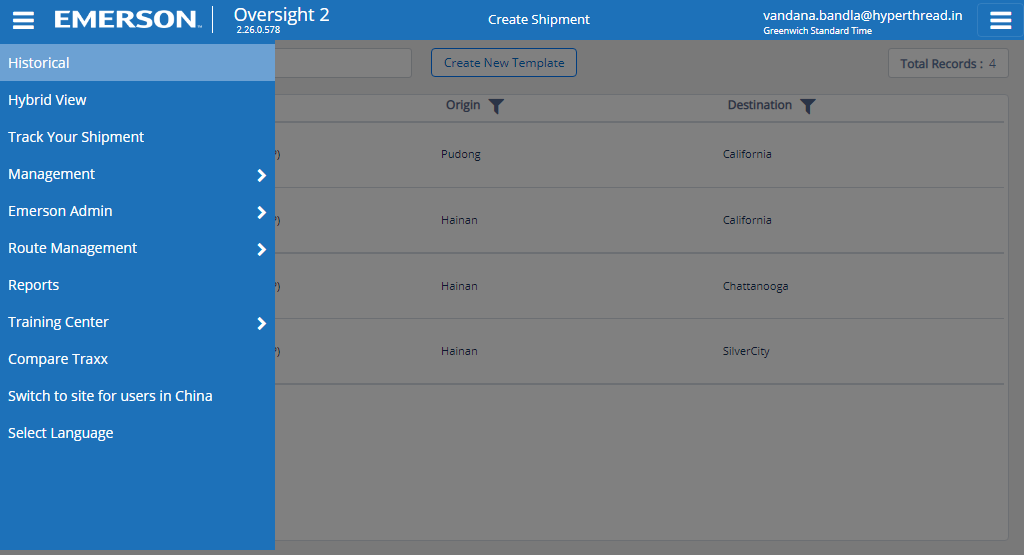 EMERSON
Oversight 2
2.26.0.578
Create Shipment
vandana.bandla@hyperthread.in
Greenwich Standard Time
Historical
Hybrid View
Track Your Shipment
Management
Emerson Admin
Route Management
Reports
Training Center
Compare Traxx
Switch to site for users in China
Select Language
Create New Template
Total Records : 4
Origin Destination
Pudong California
Hainan California
Hainan Chattanooga
Hainan SilverCity